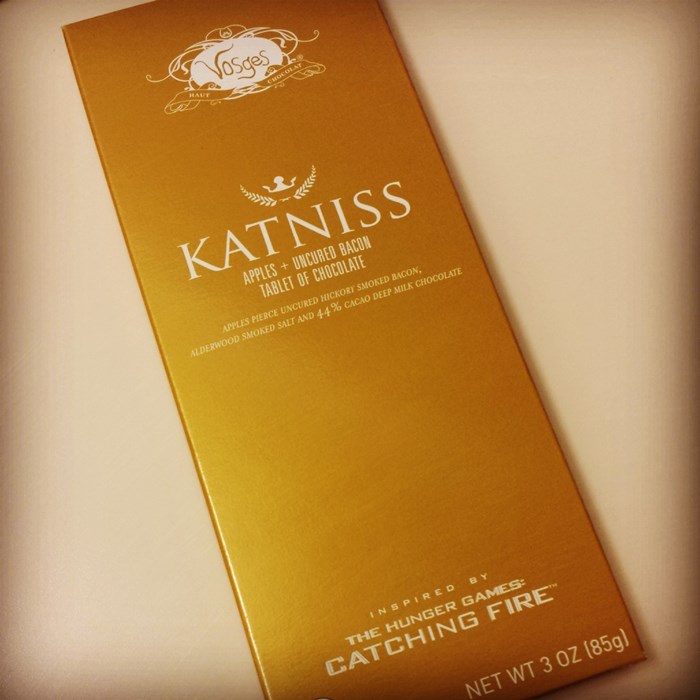 Vosges®
HAUT CHOCOLAT
KATNISS
APPLES + UNCURED BACON
TABLET OF CHOCOLATE
APPLES PIERCE UNCURED HICKORY SMOKED BACON,
ALDERWOOD SMOKED SALT AND 44% CACAO DEEP MILK CHOCOLATE
INSPIRED BY
THE HUNGER GAMES:
CATCHING FIRE™
NET WT 3 OZ (85g)